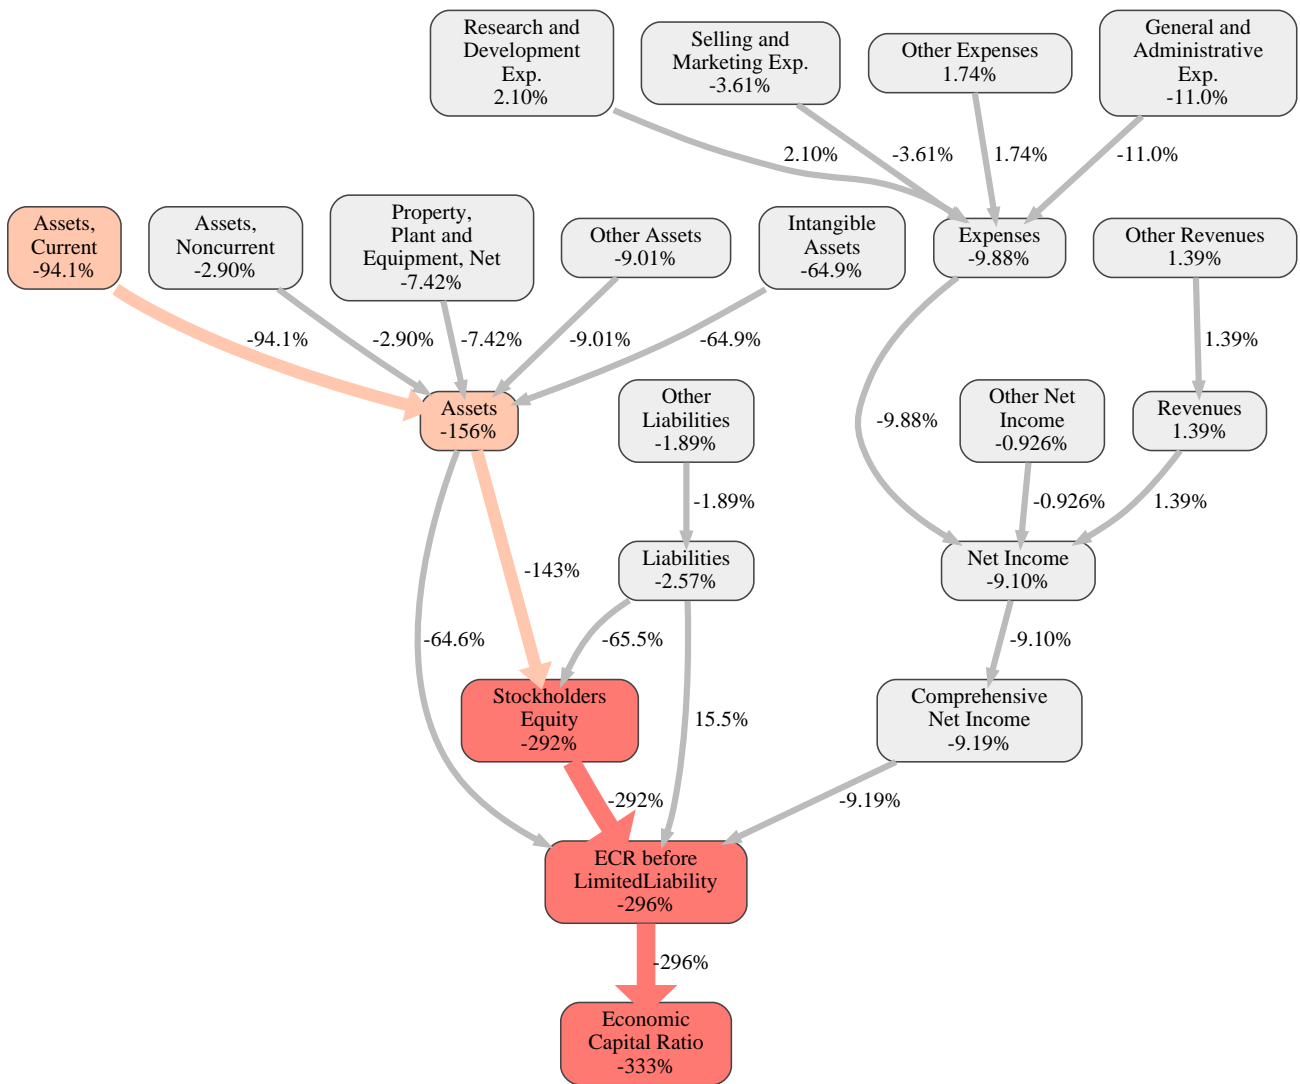 Research and
Development
Exp.
2.10%
Selling and
Marketing Exp.
-3.61%
Other Expenses
1.74%
General and
Administrative
Exp.
-11.0%
2.10%
-3.61%
1.74%
-11.0%
Assets,
Current
-94.1%
Assets,
Noncurrent
-2.90%
Property,
Plant and
Equipment, Net
-7.42%
Other Assets
-9.01%
Intangible
Assets
-64.9%
Expenses
-9.88%
Other Revenues
1.39%
-94.1%
-2.90%
-7.42%
-9.01%
-64.9%
1.39%
Assets
-156%
Other
Liabilities
-1.89%
-9.88%
Other Net
Income
-0.926%
Revenues
1.39%
-1.89%
-0.926%
1.39%
-143%
Liabilities
-2.57%
Net Income
-9.10%
-64.6%
-65.5%
-9.10%
Stockholders
Equity
-292%
15.5%
Comprehensive
Net Income
-9.19%
-292%
-9.19%
ECR before
LimitedLiability
-296%
-296%
Economic
Capital Ratio
-333%